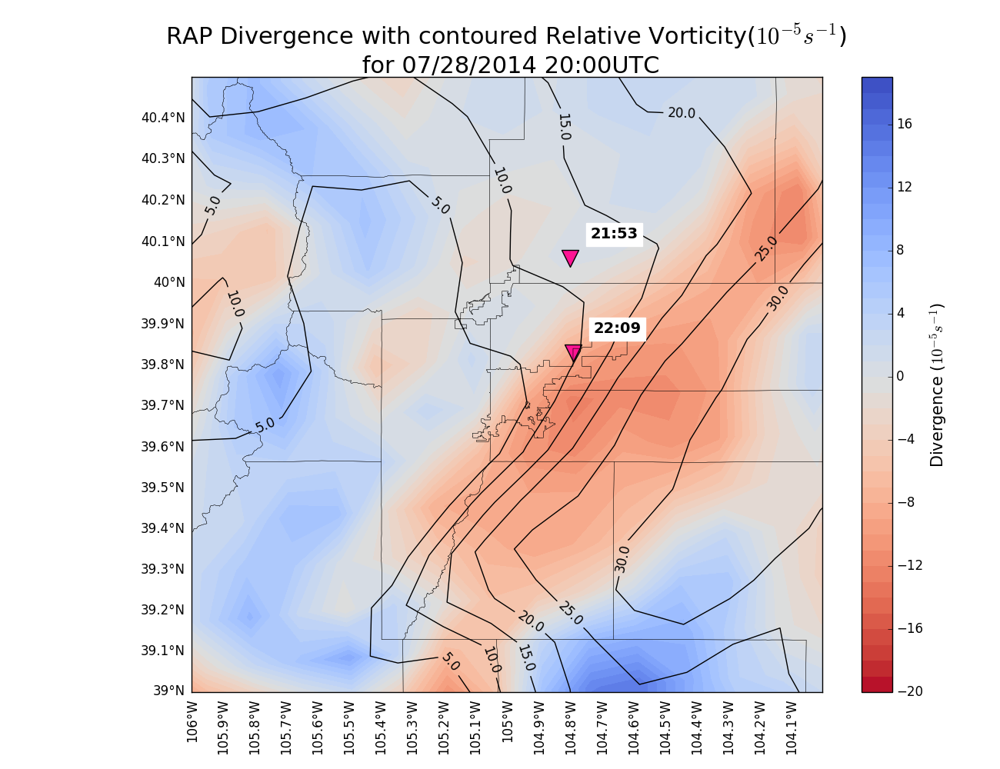 RAP Divergence with contoured Relative Vorticity(10⁻⁵s⁻¹)
for 07/28/2014 20:00UTC
40.4°N
40.3°N
40.2°N
40.1°N
40°N
39.9°N
39.8°N
39.7°N
39.6°N
39.5°N
39.4°N
39.3°N
39.2°N
39.1°N
39°N
106°W
105.9°W
105.8°W
105.7°W
105.6°W
105.5°W
105.4°W
105.3°W
105.2°W
105.1°W
105°W
104.9°W
104.8°W
104.7°W
104.6°W
104.5°W
104.4°W
104.3°W
104.2°W
104.1°W
20.0
15.0
10.0
5.0
5.0
21:53
25.0
30.0
10.0
22:09
5.0
30.0
25.0
20.0
15.0
10.0
5.0
16
12
8
4
0
−4
−8
−12
−16
−20
Divergence (10⁻⁵s⁻¹)